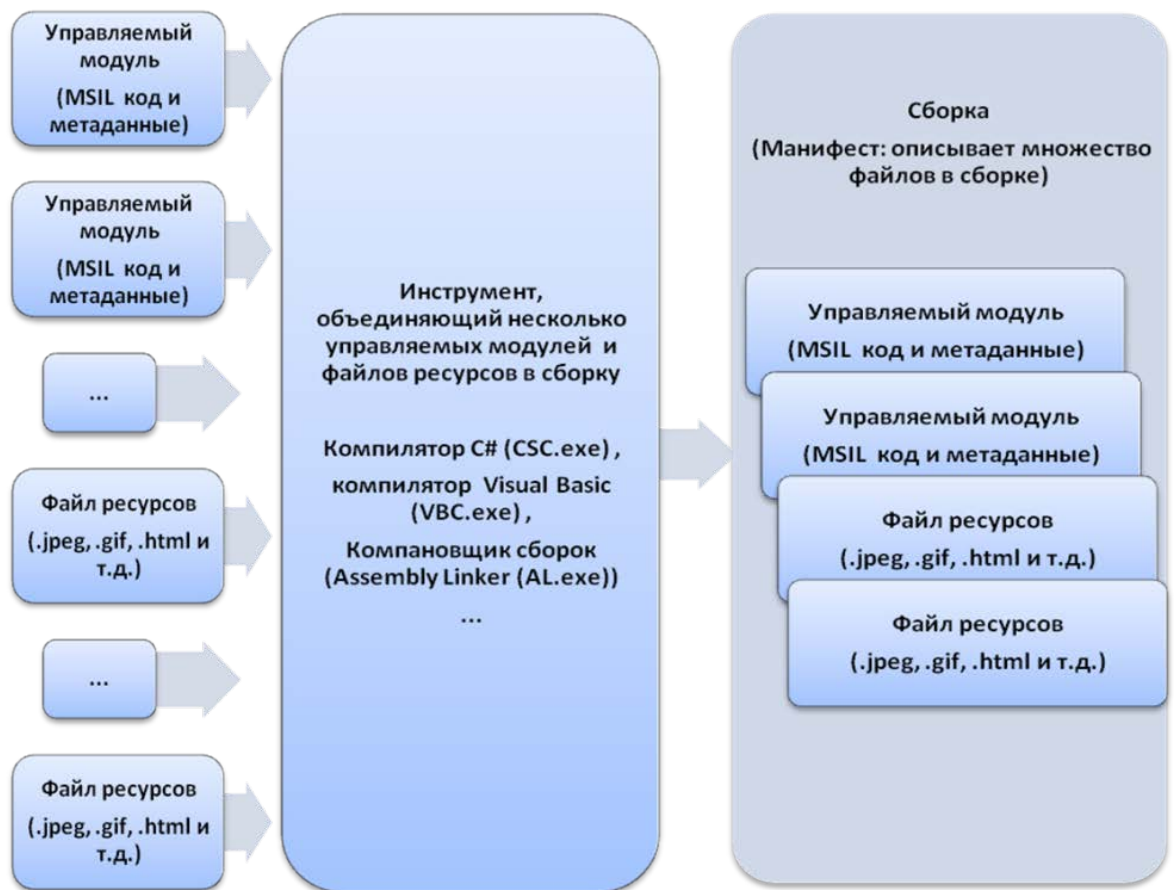 Управляемый
модуль
(MSIL код и
метаданные)
Управляемый
модуль
(MSIL код и
метаданные)
...
Файл ресурсов
(.jpeg, .gif, .html и
т.д.)
...
Файл ресурсов
(.jpeg, .gif, .html и
т.д.)
Инструмент,
объединяющий несколько
управляемых модулей и
файлов ресурсов в сборку
Компилятор C# (CSC.exe) ,
компилятор Visual Basic
(VBC.exe) ,
Компановщик сборок
(Assembly Linker (AL.exe))
...
Сборка
(Манифест: описывает множество
файлов в сборке)
Управляемый модуль
(MSIL код и метаданные)
Управляемый модуль
(MSIL код и метаданные)
Файл ресурсов
(.jpeg, .gif, .html и т.д.)
Файл ресурсов
(.jpeg, .gif, .html и т.д.)